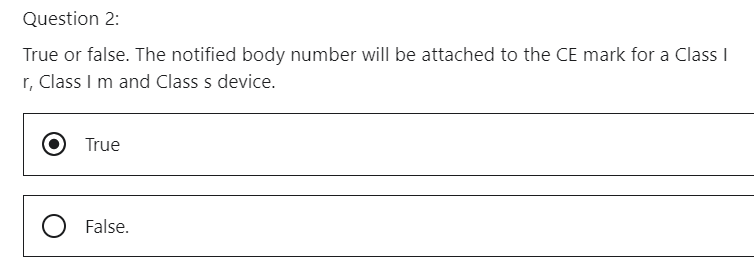 Question 2:
True or false. The notified body number will be attached to the CE mark for a Class I
r, Class I m and Class s device.
True
False.